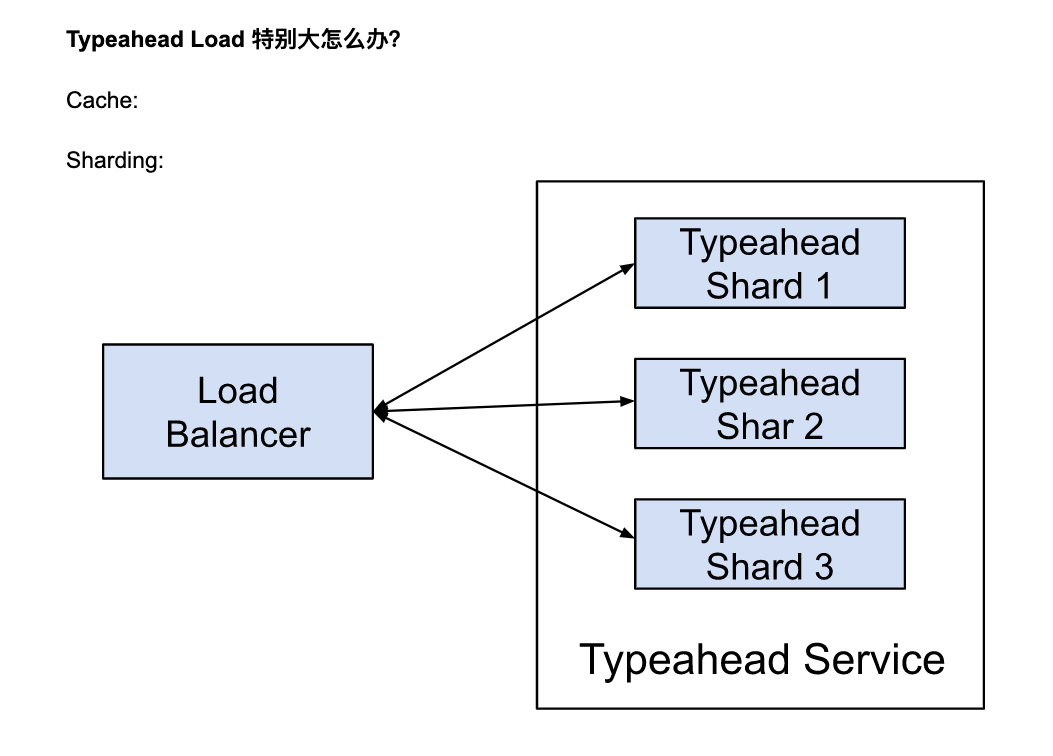 Typeahead Load 特别大怎么办?
Cache:
Sharding:
Typeahead
Shard 1
Load
Balancer
Typeahead
Shar 2
Typeahead
Shard 3
Typeahead Service